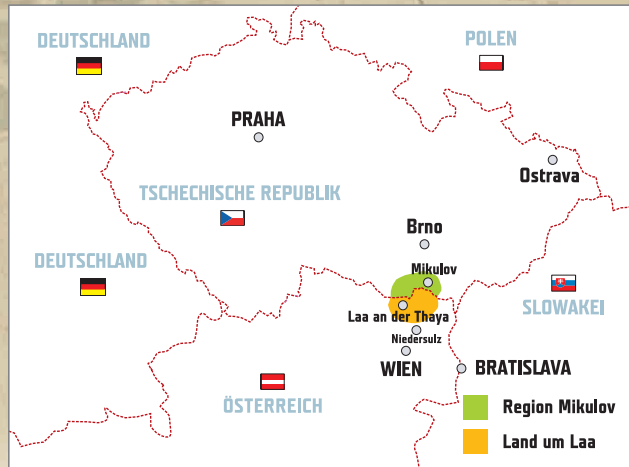 DEUTSCHLAND
POLEN
PRAHA
Ostrava
TSCHECHISCHE REPUBLIK
Brno
DEUTSCHLAND
Mikulov
SLOWAKEI
Laa an der Thaya
Niedersulz
WIEN
BRATISLAVA
ÖSTERREICH
Region Mikulov
Land um Laa